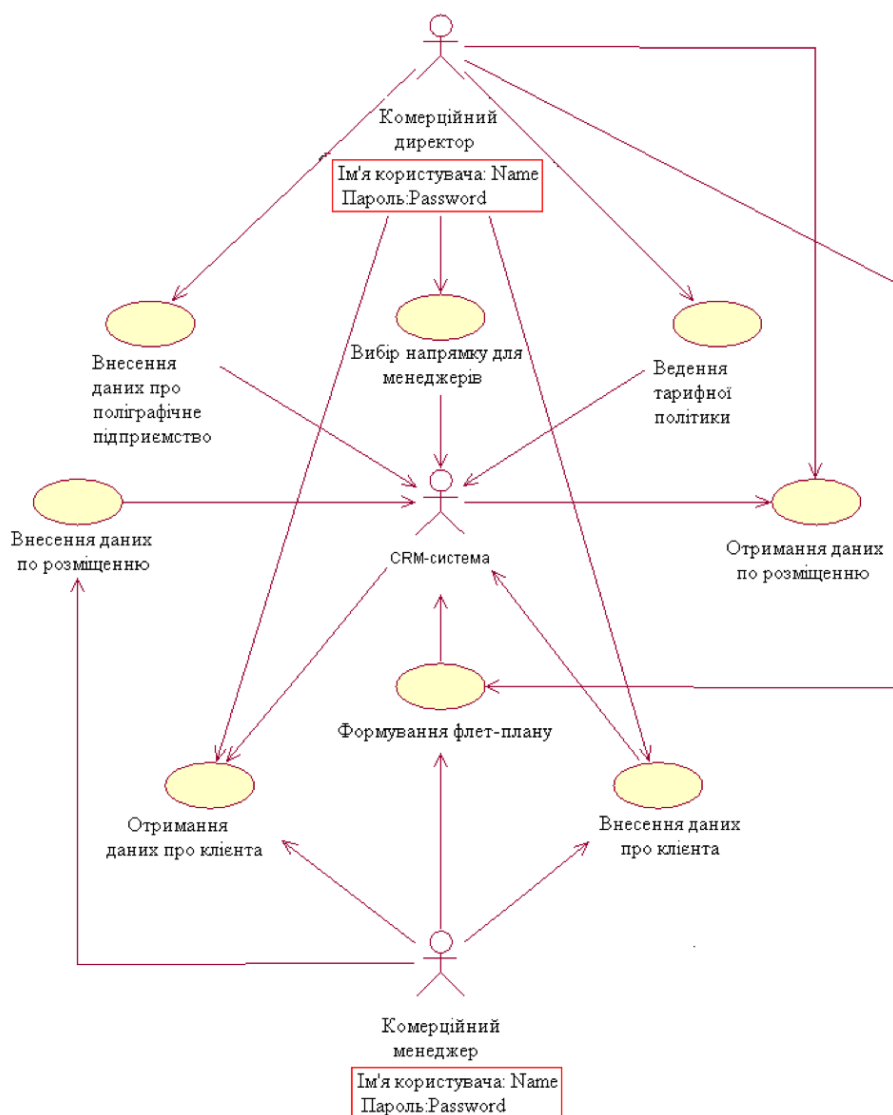 Комерційний
директор
Ім'я користувача: Name
Пароль:Password
Внесення
даних про
поліграфічне
підприємство
Вибір напрямку для
менеджерів
Ведення
тарифної
політики
Внесення даних
по розміщенню
CRM-система
Отримання даних
по розміщенню
Формування флет-плану
Отримання
даних про клієнта
Внесення даних
про клієнта
Комерційний
менеджер
Ім'я користувача: Name
Пароль:Password